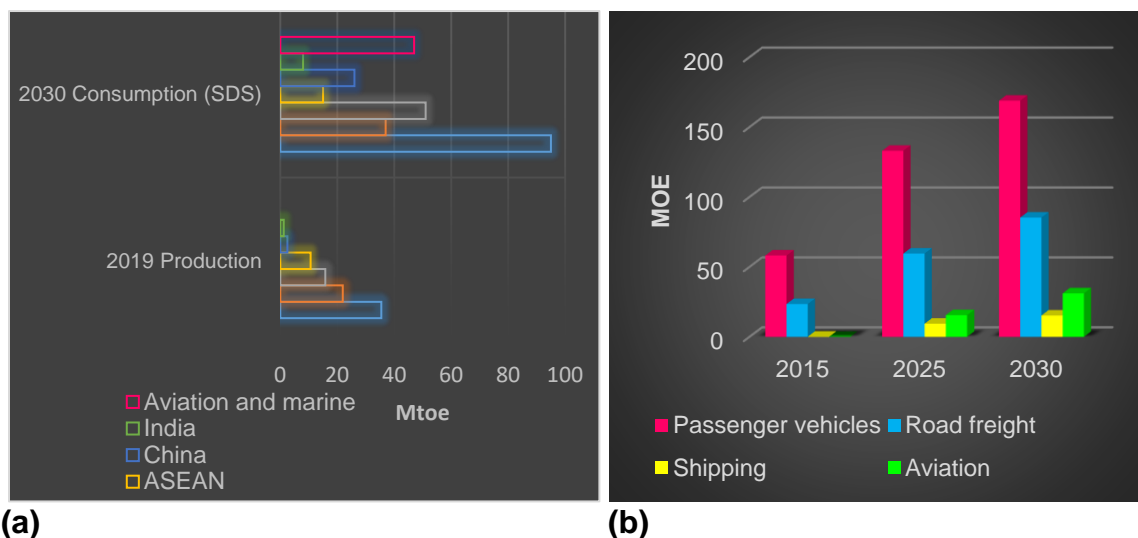 2030 Consumption (SDS)
2019 Production
0 20 40 60 80 100
Mtoe
Aviation and marine
India
China
ASEAN
(a)
200
150
100
50
0
MOE
2015 2025 2030
Passenger vehicles Road freight
Shipping Aviation
(b)